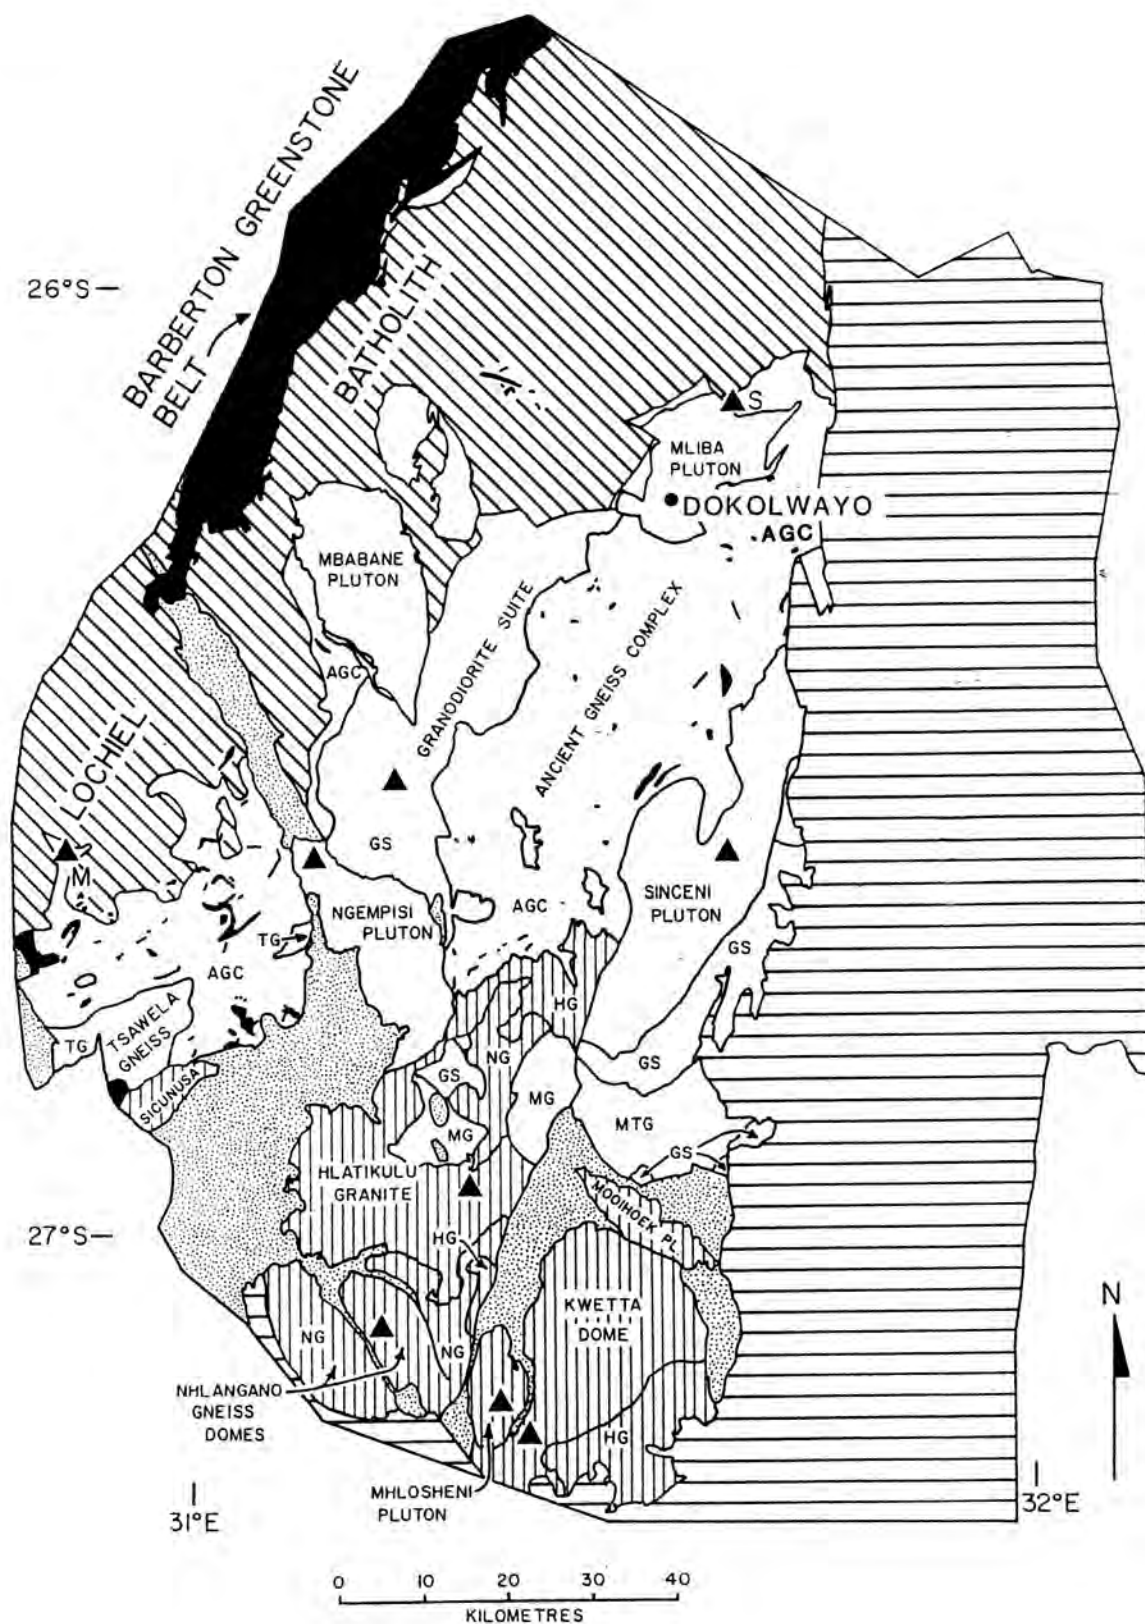 BARBERTON GREENSTONE
BELT
26°S
BATHOLITH
S
MLIBA
PLUTON
DOKOLWAYO
AGC
MBABANE
PLUTON
AGC
GRANODIORITE SUITE
ANCIENT GNEISS COMPLEX
LOCHIEL
M
GS
SINCENI
PLUTON
AGC
NGEMPISI
PLUTON
TG
AGC
GS
HG
TG
TSAWELA
GNEISS
SICUNUSA
NG
GS
GS
MG
MTG
MG
GS
HLATIKULU
GRANITE
MOOIHOEK PL.
27°S
HG
KWETTA
DOME
N
NG
NG
NHLANGANO
GNEISS
DOMES
HG
MHLOSHENI
PLUTON
31°E
32°E
0 10 20 30 40
KILOMETRES